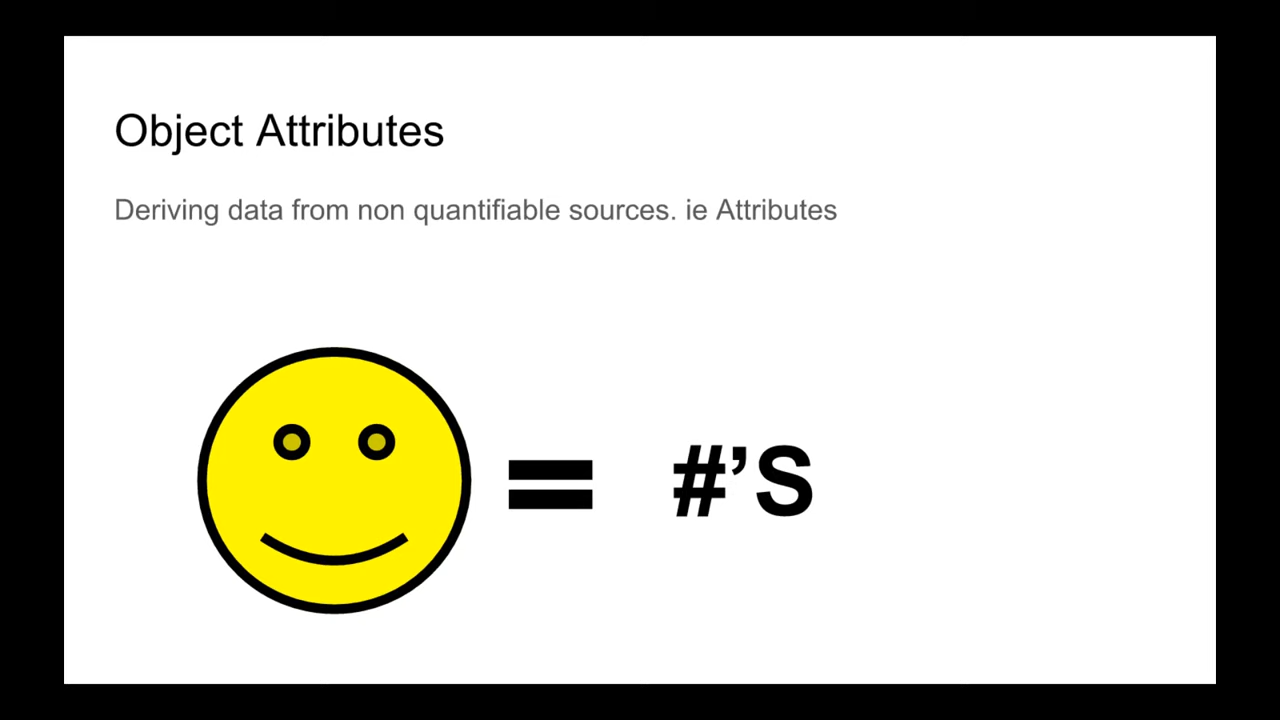 Object Attributes
Deriving data from non quantifiable sources. ie Attributes
= #’S